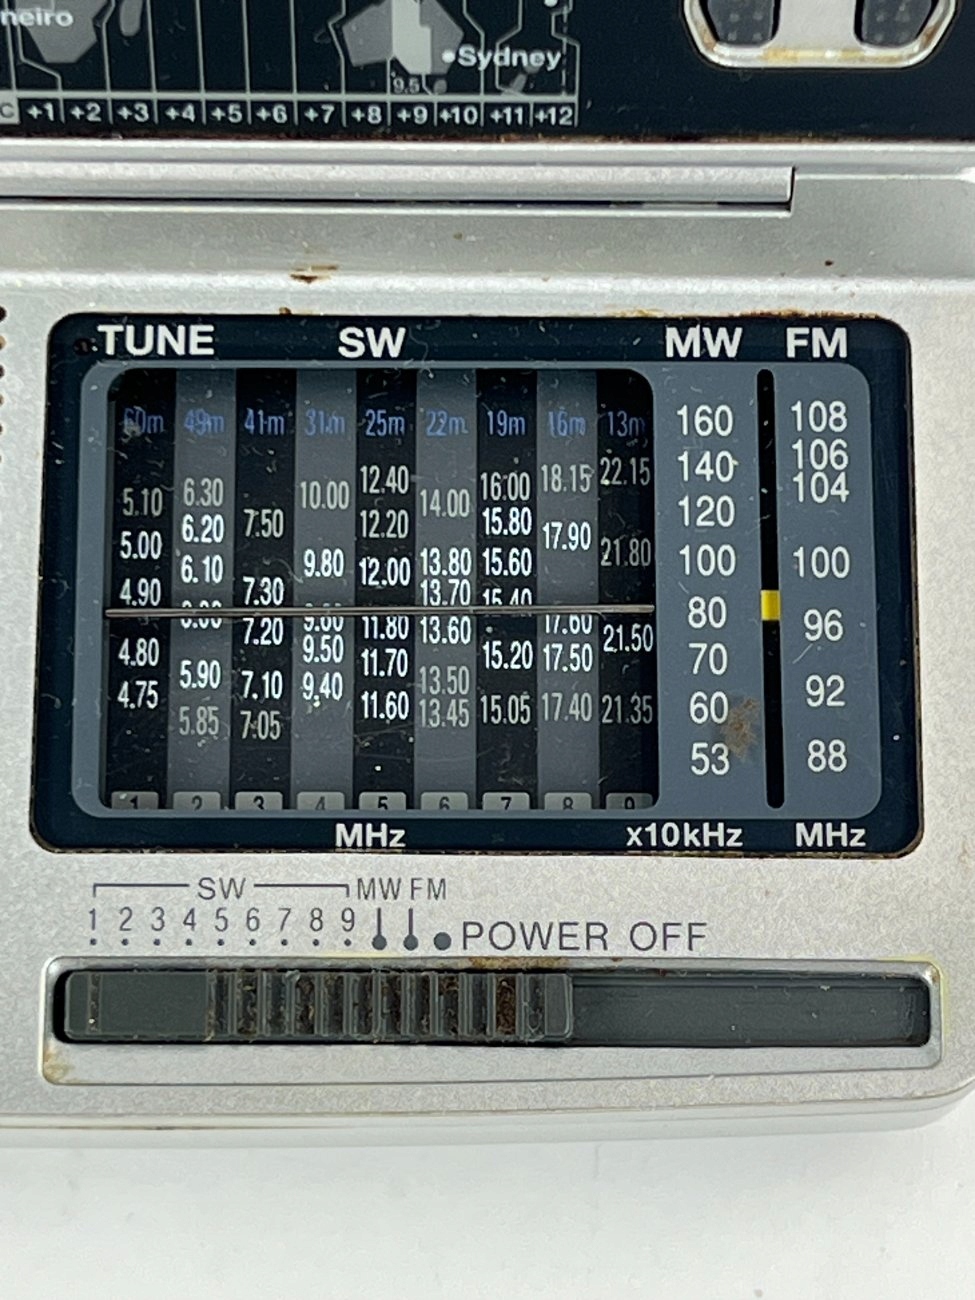 neiro
Sydney
9.5
C +1 +2 +3 +4 +5 +6 +7 +8 +9 +10 +11 +12
TUNE SW MW FM
60m 49m 41m 31m 25m 22m 19m 16m 13m
160 108
12.40 16.00 18.15 22.15 140 106
5.10 6.30 10.00 14.00 104
6.20 7.50 12.20 15.80 17.90 120
5.00 6.10 9.80 12.00 13.80 15.60 21.80 100 100
4.90 7.30 13.70 15.40
6.00 9.60 17.60 80
7.20 11.80 13.60 21.50 96
4.80 9.50 11.70 15.20 17.50 70
4.75 5.90 7.10 9.40 13.50 92
5.85 7.05 11.60 13.45 15.05 17.40 21.35 60
53 88
1 2 3 4 5 6 7 8 9
MHz x10kHz MHz
SW MW FM
1 2 3 4 5 6 7 8 9
POWER OFF